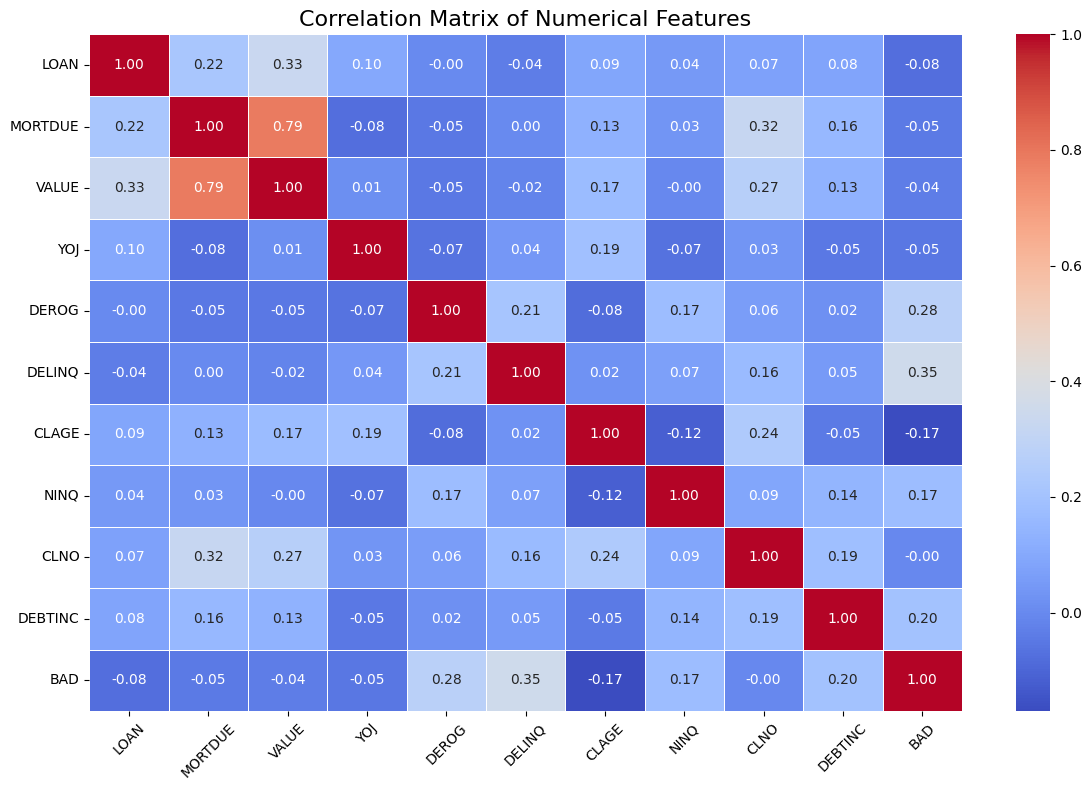 Correlation Matrix of Numerical Features
LOAN 1.00 0.22 0.33 0.10 -0.00 -0.04 0.09 0.04 0.07 0.08 -0.08
MORTDUE 0.22 1.00 0.79 -0.08 -0.05 0.00 0.13 0.03 0.32 0.16 -0.05
VALUE 0.33 0.79 1.00 0.01 -0.05 -0.02 0.17 -0.00 0.27 0.13 -0.04
YOJ 0.10 -0.08 0.01 1.00 -0.07 0.04 0.19 -0.07 0.03 -0.05 -0.05
DEROG -0.00 -0.05 -0.05 -0.07 1.00 0.21 -0.08 0.17 0.06 0.02 0.28
DELINQ -0.04 0.00 -0.02 0.04 0.21 1.00 0.02 0.07 0.16 0.05 0.35
CLAGE 0.09 0.13 0.17 0.19 -0.08 0.02 1.00 -0.12 0.24 -0.05 -0.17
NINQ 0.04 0.03 -0.00 -0.07 0.17 0.07 -0.12 1.00 0.09 0.14 0.17
CLNO 0.07 0.32 0.27 0.03 0.06 0.16 0.24 0.09 1.00 0.19 -0.00
DEBTINC 0.08 0.16 0.13 -0.05 0.02 0.05 -0.05 0.14 0.19 1.00 0.20
BAD -0.08 -0.05 -0.04 -0.05 0.28 0.35 -0.17 0.17 -0.00 0.20 1.00
LOAN MORTDUE VALUE YOJ DEROG DELINQ CLAGE NINQ CLNO DEBTINC BAD
1.0
0.8
0.6
0.4
0.2
0.0